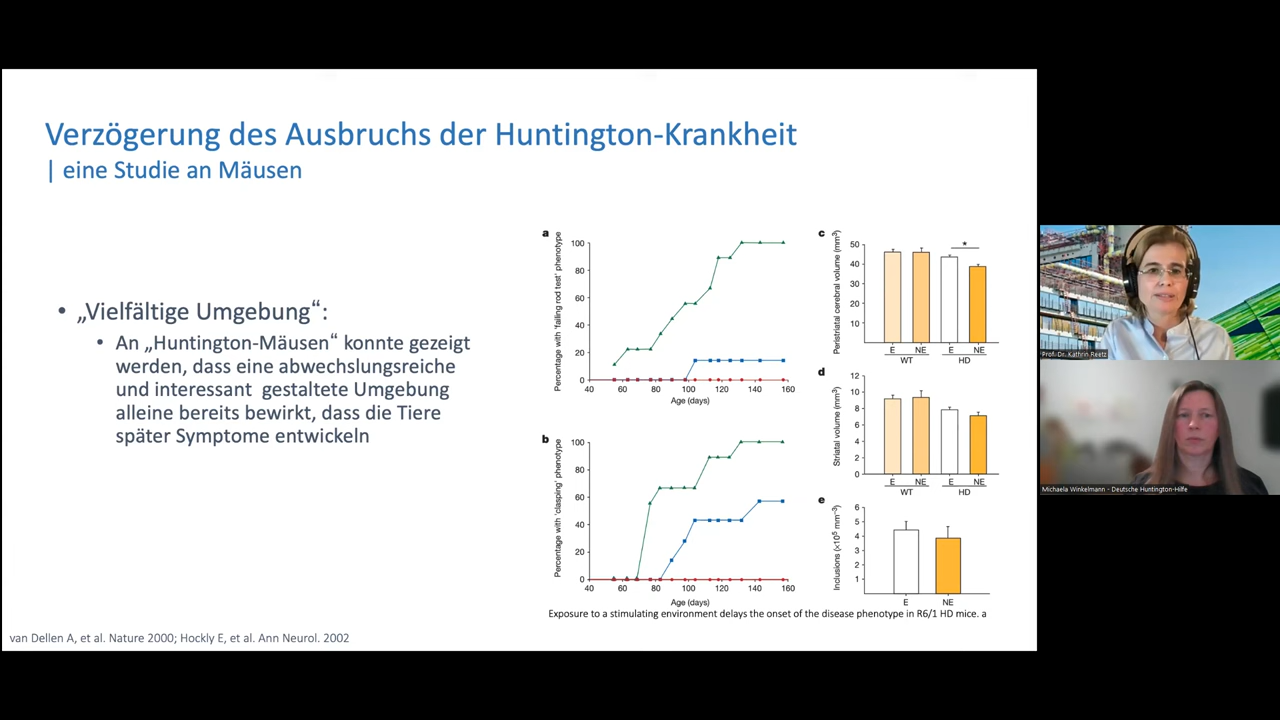 Verzögerung des Ausbruchs der Huntington-Krankheit
| eine Studie an Mäusen
• „Vielfältige Umgebung“:
• An „Huntington-Mäusen“ konnte gezeigt
werden, dass eine abwechslungsreiche
und interessant gestaltete Umgebung
alleine bereits bewirkt, dass die Tiere
später Symptome entwickeln
a
Percentage with 'falling rod test' phenotype
100
80
60
40
20
0
40 60 80 100 120 140 160
Age (days)
b
Percentage with 'clasping' phenotype
100
80
60
40
20
0
40 60 80 100 120 140 160
Age (days)
c
Peristriatal cerebral volume (mm³)
50
40
30
20
10
*
E NE E NE
WT HD
d
Striatal volume (mm³)
12
10
8
6
4
2
0
E NE E NE
WT HD
e
Inclusions (x10⁵ mm⁻³)
6
5
4
3
2
1
E NE
Exposure to a stimulating environment delays the onset of the disease phenotype in R6/1 HD mice. a
van Dellen A, et al. Nature 2000; Hockly E, et al. Ann Neurol. 2002
Prof. Dr. Kathrin Reetz
Michaela Winkelmann - Deutsche Huntington-Hilfe